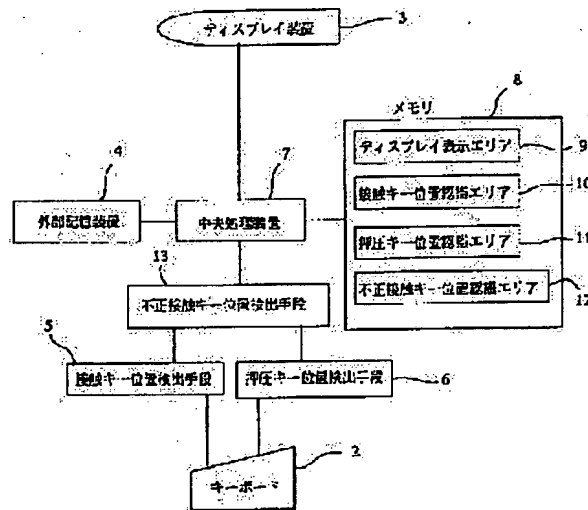 3
ディスプレイ装置
8
メモリ
4
7
ディスプレイ表示エリア
9
外部記憶装置
中央処理装置
接触キー位置認識エリア
10
13
押圧キー位置認識エリア
11
不正接触キー位置検出手段
不正接触キー位置認識エリア
12
5
接触キー位置検出手段
押圧キー位置検出手段
6
2
キーボード